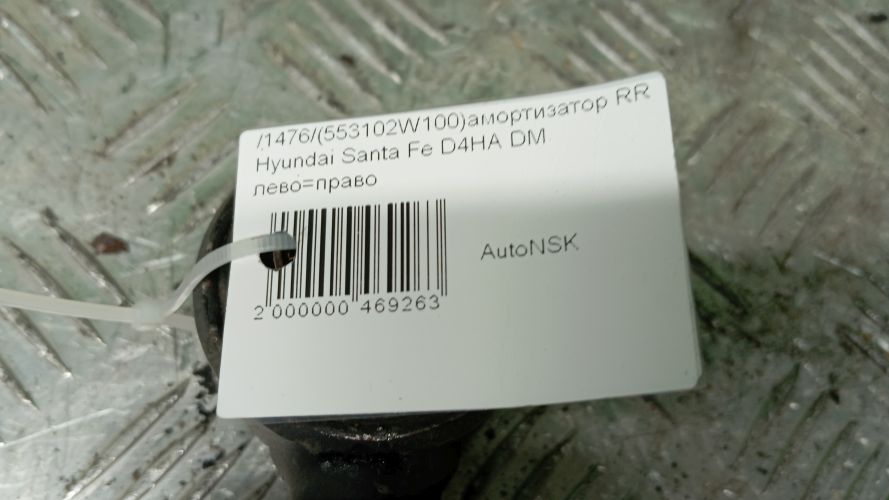 /1476/(553102W100)амортизатор RR
Hyundai Santa Fe D4HA DM
лево=право
AutoNSK
2 000000 469263